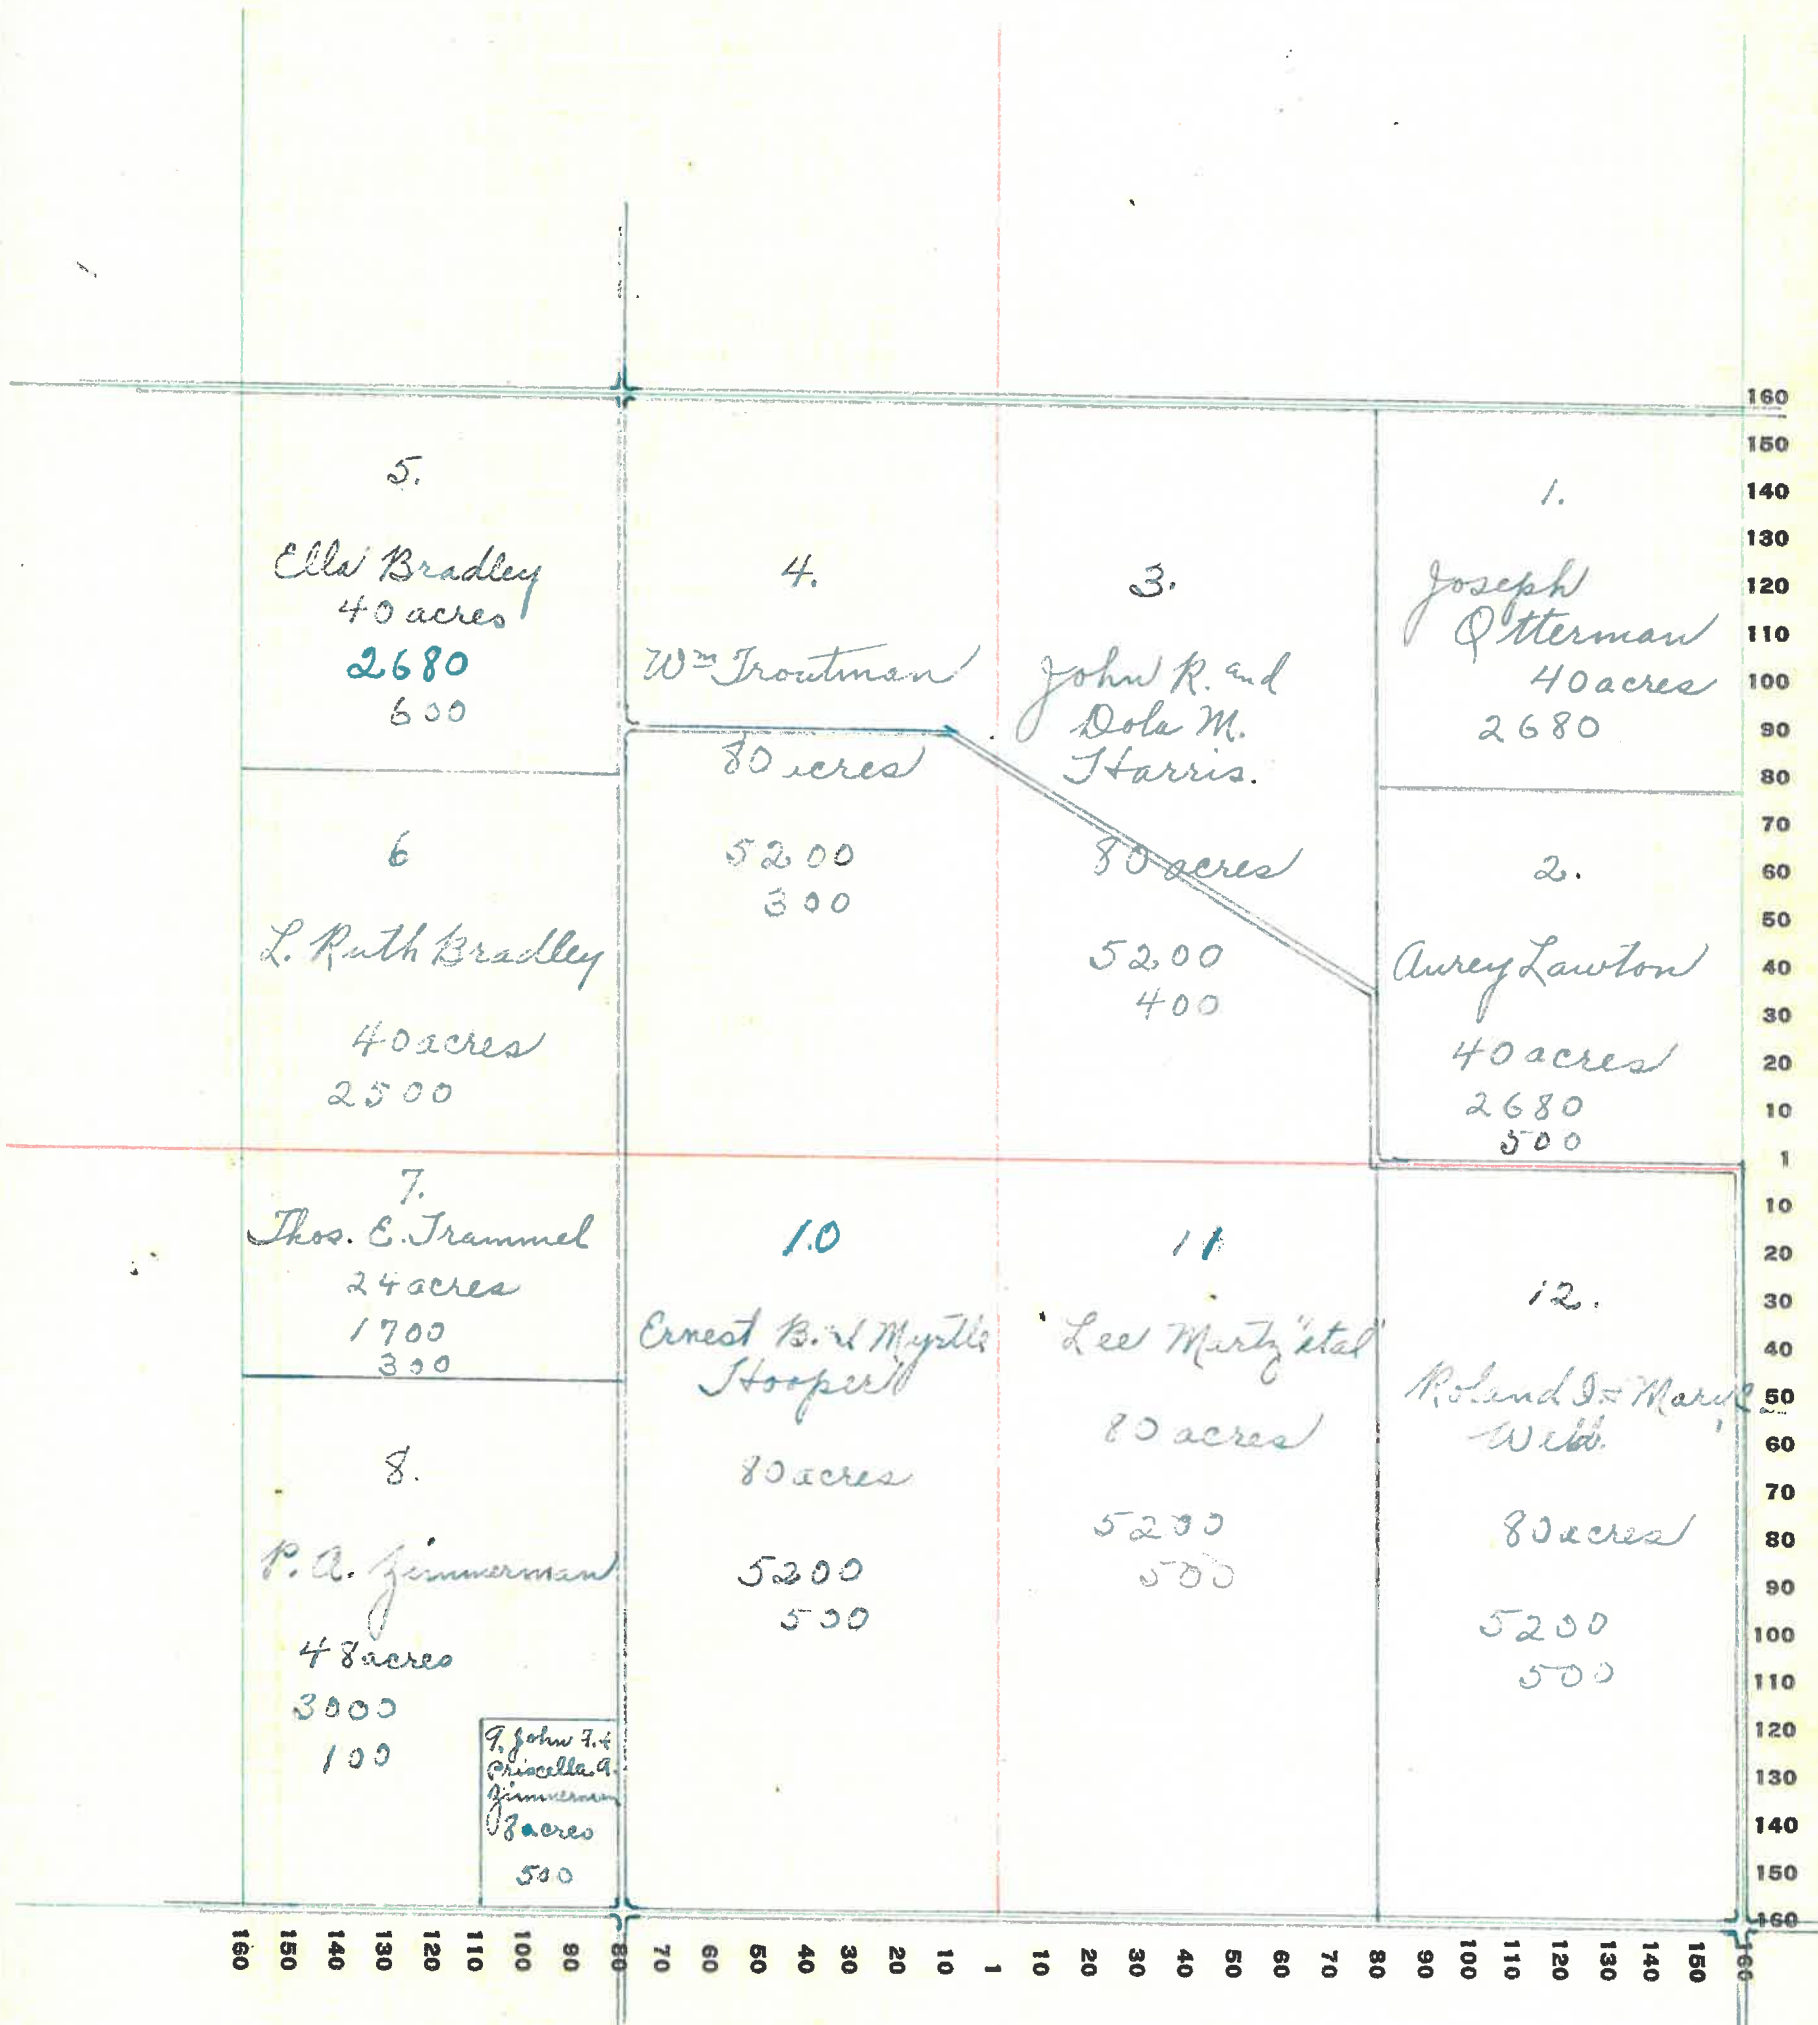 5.
Ella Bradley
40 acres
2680
600
4.
Wm Troutman
80 acres
5200
300
3.
John R. and
Dola M.
Harris.
80 acres
5200
400
1.
Joseph
Otterman
40 acres
2680
6
L. Ruth Bradley
40 acres
2500
2.
Aurey Lawton
40 acres
2680
500
7.
Thos. E. Trammel
24 acres
1700
300
8.
P. A. Zimmerman
48 acres
3000
100
9. John F. &
Priscella A.
Zimmerman
8 acres
500
10
Ernest B. & Myrtle
Hooper
80 acres
5200
500
11
Lee Martz "etal"
80 acres
5200
500
12.
Roland & Mary
80 acres
5200
500
160
150
140
130
120
110
100
90
80
70
60
50
40
30
20
10
1
10
20
30
40
50
60
70
80
90
100
110
120
130
140
150
160
160 150 140 130 120 110 100 90 80 70 60 50 40 30 20 10 1 10 20 30 40 50 60 70 80 90 100 110 120 130 140 150 160